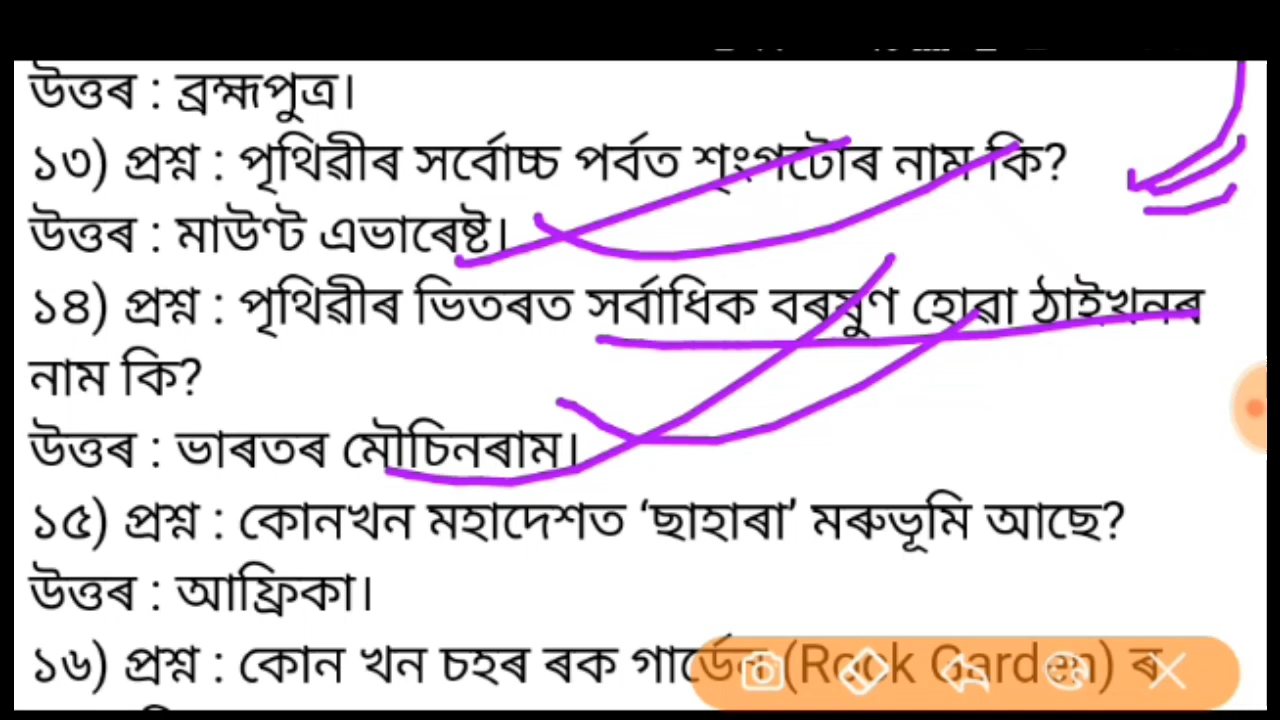 উত্তৰ : ব্ৰহ্মপুত্ৰ।
১৩) প্ৰশ্ন : পৃথিৱীৰ সৰ্বোচ্চ পৰ্বত শৃংগটোৰ নাম কি?
উত্তৰ : মাউণ্ট এভাৰেষ্ট।
১৪) প্ৰশ্ন : পৃথিৱীৰ ভিতৰত সৰ্বাধিক বৰষুণ হোৱা ঠাইখনৰ
নাম কি?
উত্তৰ : ভাৰতৰ মৌচিনৰাম।
১৫) প্ৰশ্ন : কোনখন মহাদেশত ‘ছাহাৰা’ মৰুভূমি আছে?
উত্তৰ : আফ্ৰিকা।
১৬) প্ৰশ্ন : কোন খন চহৰ ৰক গাৰ্ডেন (Rock Garden) ৰ